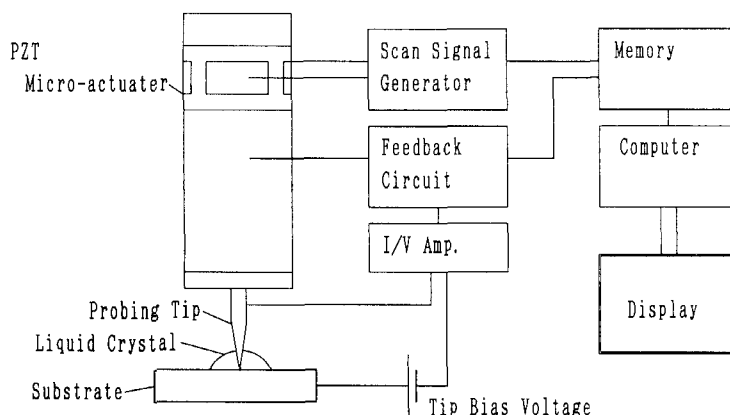 PZT
Micro-actuater
Scan Signal
Generator
Memory
Feedback
Circuit
Computer
I/V Amp.
Probing Tip
Display
Liquid Crystal
Substrate
Tip Bias Voltage